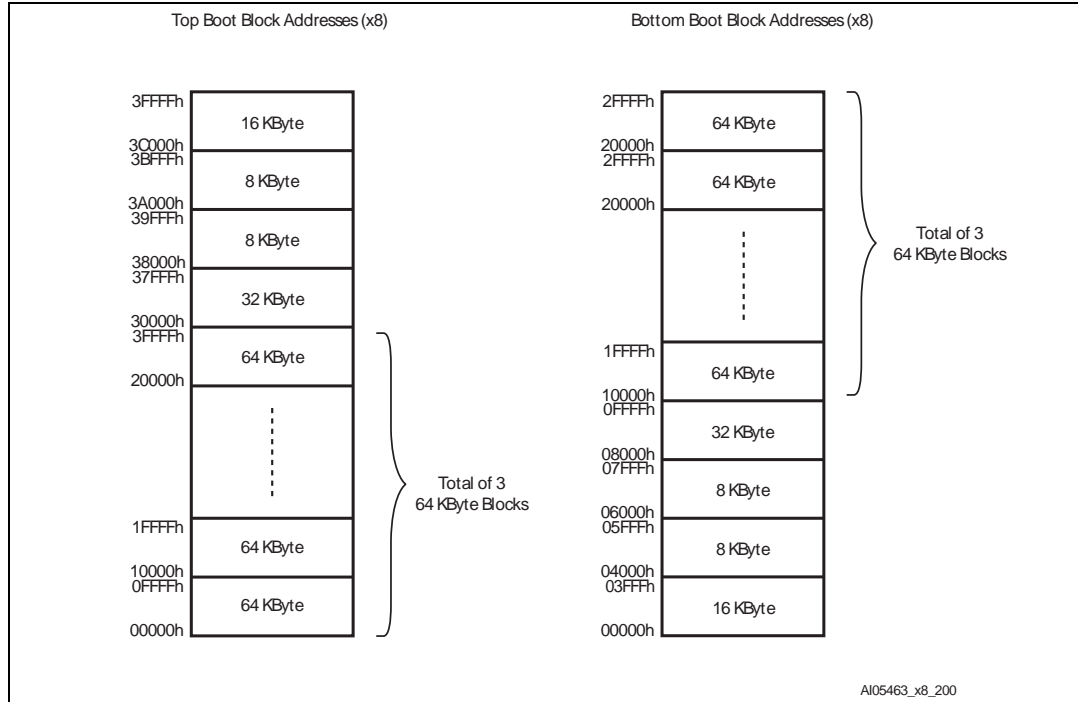 Top Boot Block Addresses (x8)
3FFFFh
16 KByte
3C000h
3BFFFh
8 KByte
3A000h
39FFFh
8 KByte
38000h
37FFFh
32 KByte
30000h
3FFFFh
64 KByte
20000h
Total of 3
64 KByte Blocks
1FFFFh
64 KByte
10000h
0FFFFh
64 KByte
00000h
Bottom Boot Block Addresses (x8)
2FFFFh
64 KByte
20000h
2FFFFh
64 KByte
20000h
Total of 3
64 KByte Blocks
1FFFFh
64 KByte
10000h
0FFFFh
32 KByte
08000h
07FFFh
8 KByte
06000h
05FFFh
8 KByte
04000h
03FFFh
16 KByte
00000h
AI05463_x8_200